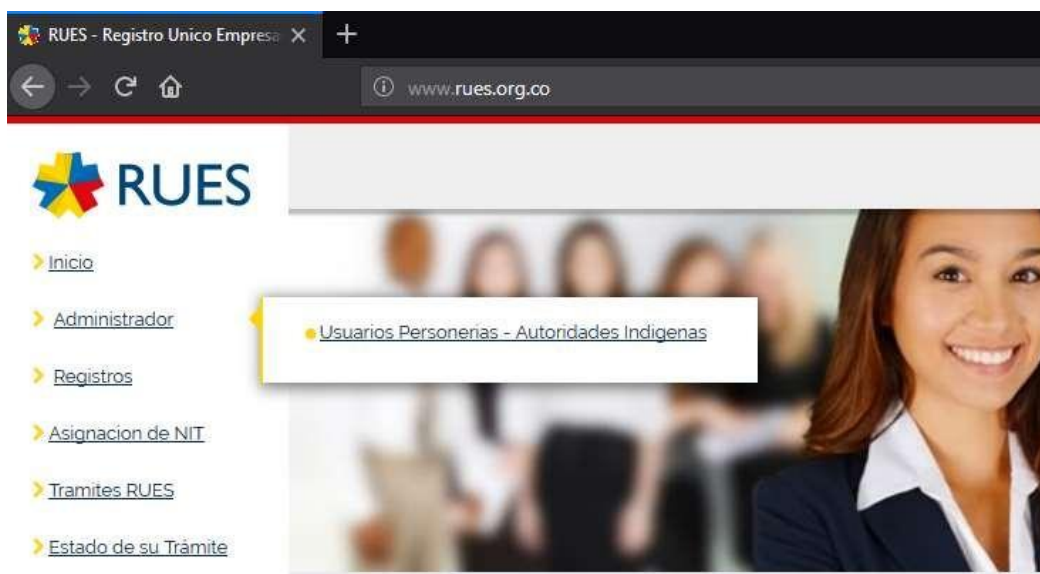 RUES - Registro Unico Empresa
www.rues.org.co
RUES
Inicio
Administrador
Usuarios Personerias - Autoridades Indigenas
Registros
Asignacion de NIT
Tramites RUES
Estado de su Trámite